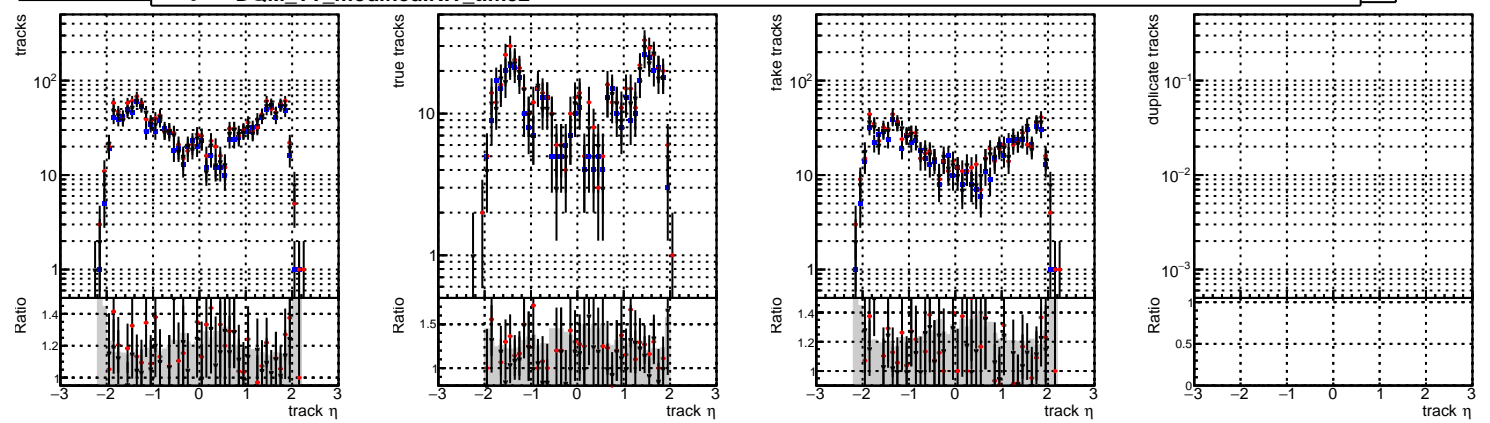 tracks
10²
10
1
Ratio
1.4
1.2
1
−3 −2 −1 0 1 2 3
track η
true tracks
10
1
Ratio
1.5
1
−3 −2 −1 0 1 2 3
track η
fake tracks
10²
10
1
Ratio
1.4
1.2
1
−3 −2 −1 0 1 2 3
track η
duplicate tracks
10⁻¹
10⁻²
10⁻³
Ratio
1
0.5
0
−3 −2 −1 0 1 2 3
track η